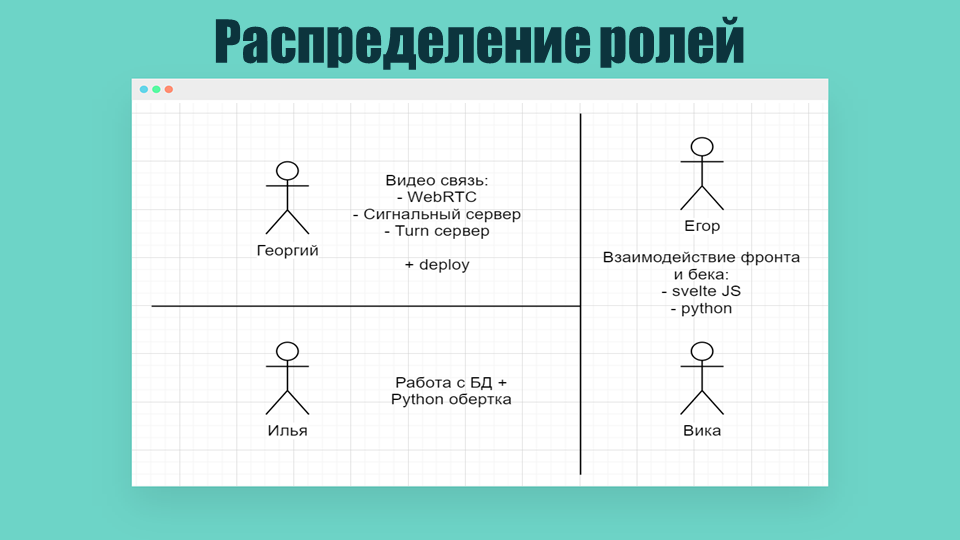 Распределение ролей
Видео связь:
- WebRTC
- Сигнальный сервер
- Turn сервер
+ deploy
Георгий
Егор
Взаимодействие фронта
и бека:
- svelte JS
- python
Работа с БД +
Python обертка
Илья
Вика